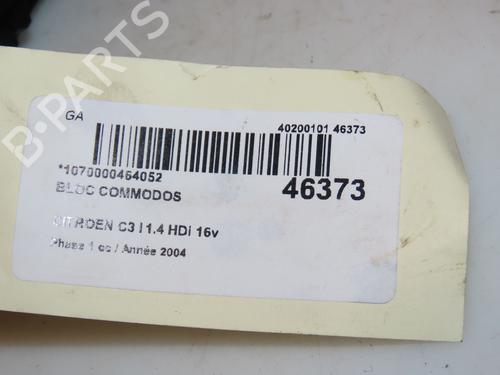 B-PARTS
GA
40200101 46373
*1070000464052
46373
BLOC COMMODOS
CITROEN C3 I 1.4 HDi 16v
Phase 1 cc / Année 2004